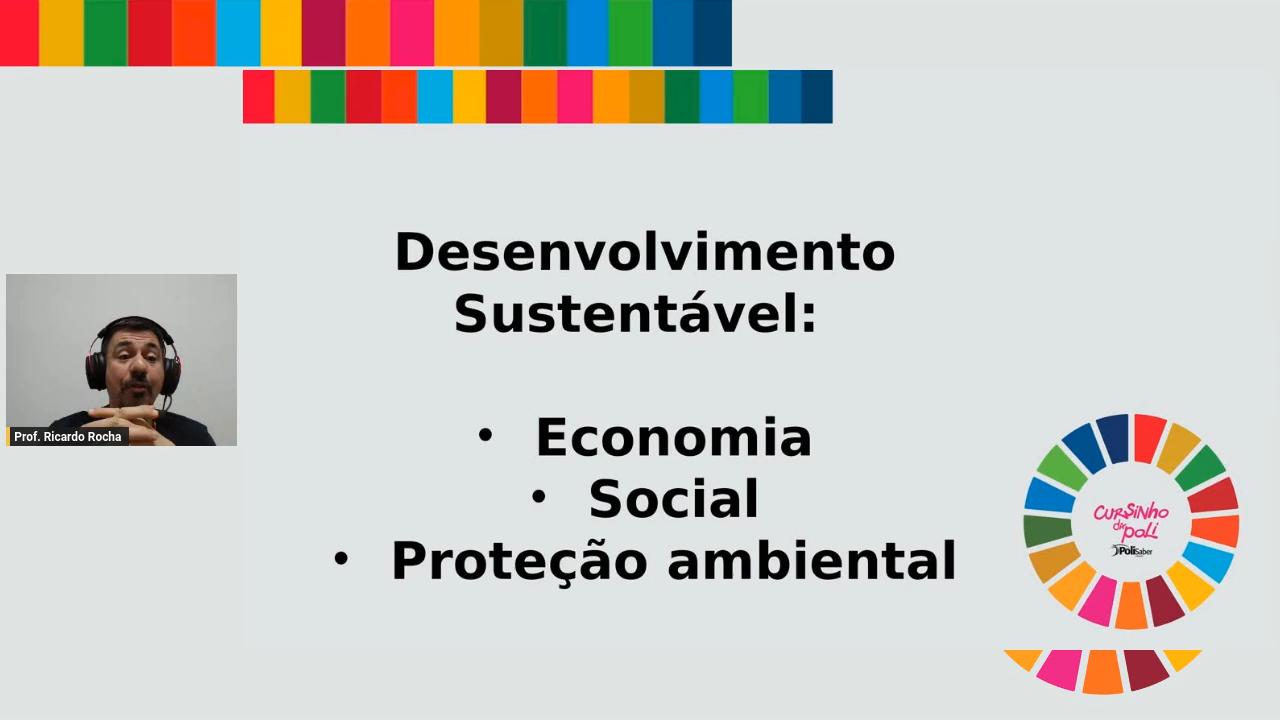 Desenvolvimento
Sustentável:
• Economia
• Social
• Proteção ambiental
Prof. Ricardo Rocha
CURSINHO
da POLI
PoliSaber